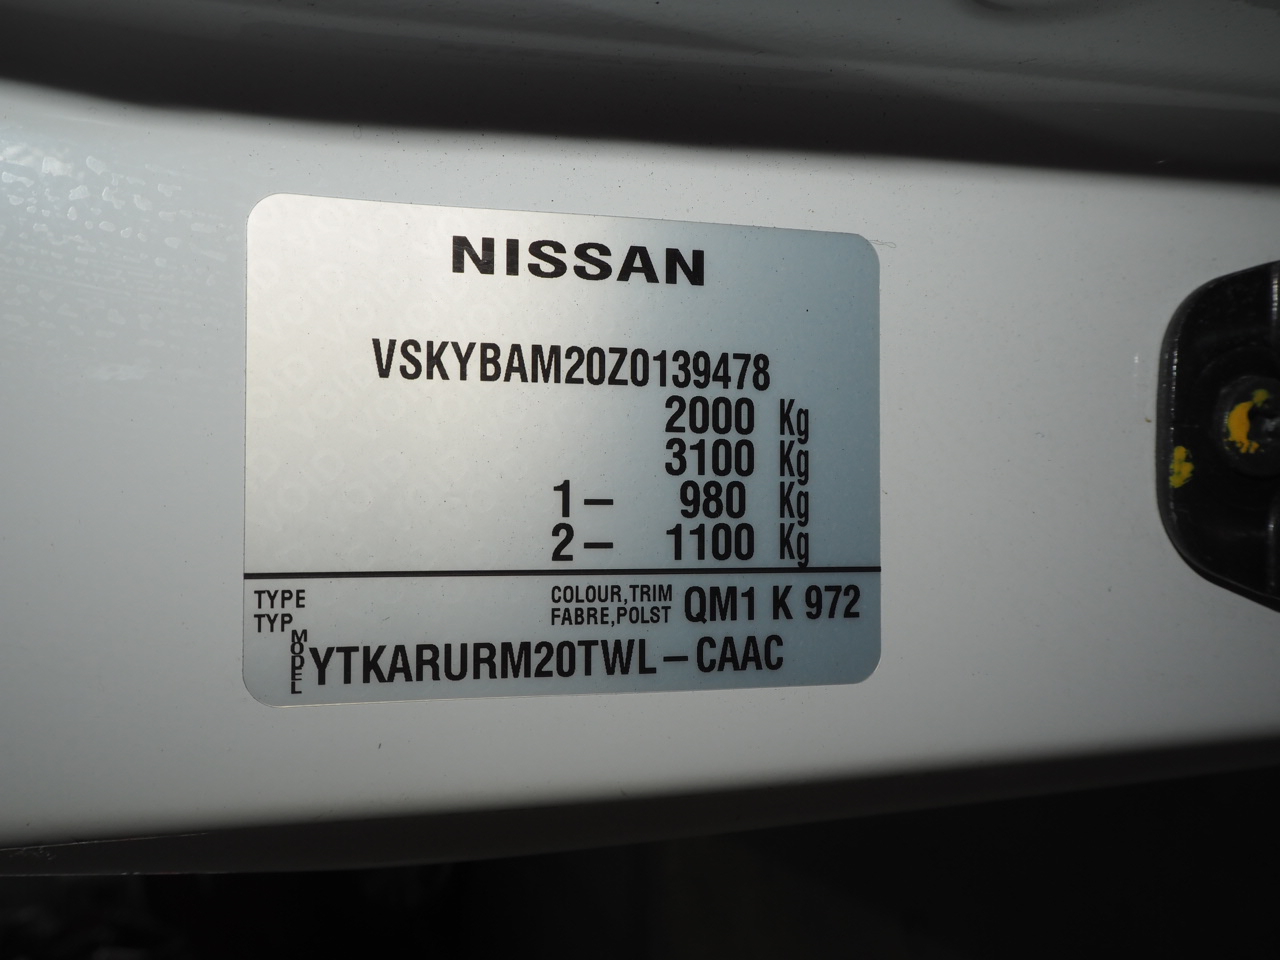 NISSAN
VSKYBAM20Z0139478
2000 Kg
3100 Kg
1- 980 Kg
2- 1100 Kg
TYPE COLOUR,TRIM QM1 K 972
TYP FABRE,POLST
MODEL YTKARURM20TWL-CAAC